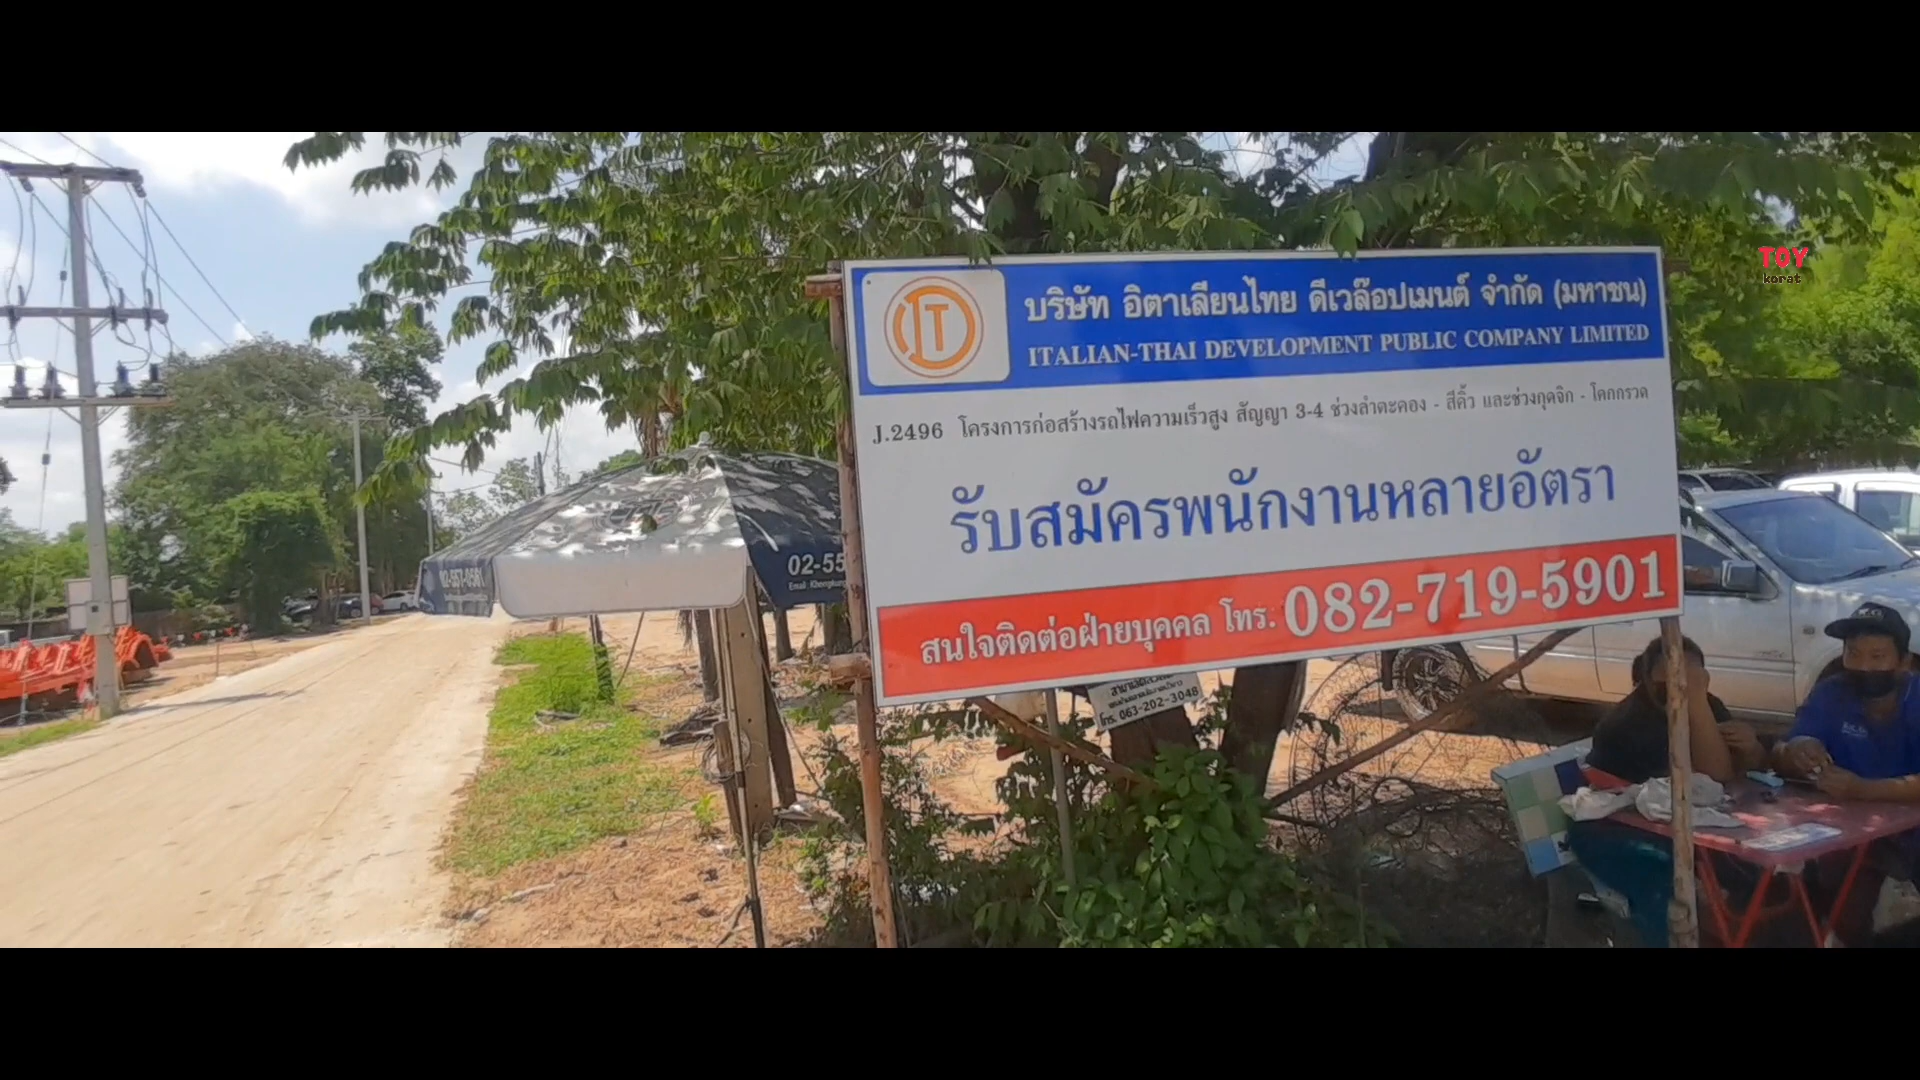 TOY
korat
IT
บริษัท อิตาเลียนไทย ดีเวล๊อปเมนต์ จำกัด (มหาชน)
ITALIAN-THAI DEVELOPMENT PUBLIC COMPANY LIMITED
J.2496 โครงการก่อสร้างรถไฟความเร็วสูง สัญญา 3-4 ช่วงลำตะคอง - สีคิ้ว และช่วงกุดจิก - โคกกรวด
รับสมัครพนักงานหลายอัตรา
สนใจติดต่อฝ่ายบุคคล โทร. 082-719-5901
02-557-0561
02-55
Email:
โทร. 063-202-3048